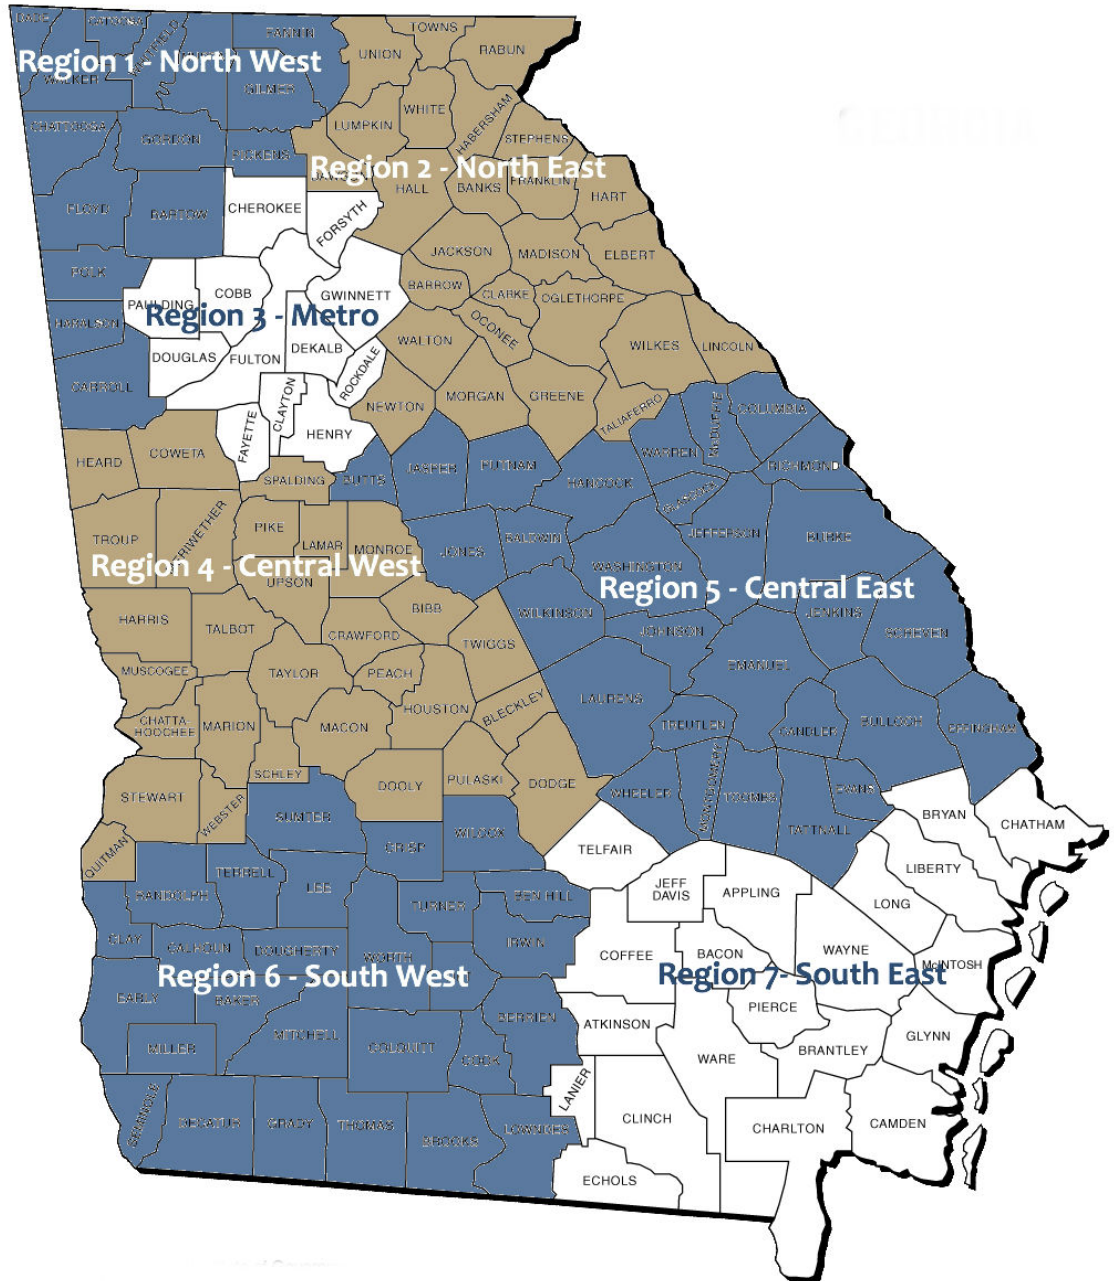 DADE
CATOOSA
WHITFIELD
FANNIN
TOWNS
UNION
RABUN
Region 1 - North West
WALKER
GILMER
WHITE
LUMPKIN
HABERSHAM
STEPHENS
CHATTOOGA
GORDON
PICKENS
Region 2 - North East
HALL
BANKS
FRANKLIN
HART
FLOYD
BARTOW
CHEROKEE
FORSYTH
JACKSON
MADISON
ELBERT
POLK
PAULDING
COBB
GWINNETT
BARROW
CLARKE
OGLETHORPE
OCONEE
HARALSON
Region 3 - Metro
DOUGLAS
FULTON
DEKALB
ROCKDALE
WALTON
WILKES
LINCOLN
CARROLL
CLAYTON
FAYETTE
HENRY
NEWTON
MORGAN
GREENE
TALIAFERRO
McDUFFIE
COLUMBIA
HEARD
COWETA
SPALDING
BUTTS
JASPER
PUTNAM
HANCOCK
WARREN
RICHMOND
GLASCOCK
TROUP
MERIWETHER
PIKE
LAMAR
MONROE
JONES
BALDWIN
JEFFERSON
BURKE
Region 4 - Central West
UPSON
WASHINGTON
Region 5 - Central East
HARRIS
TALBOT
CRAWFORD
BIBB
TWIGGS
WILKINSON
JOHNSON
JENKINS
SCREVEN
MUSCOGEE
TAYLOR
PEACH
EMANUEL
CHATTA
HOOCHEE
MARION
MACON
HOUSTON
BLECKLEY
LAURENS
TREUTLEN
CANDLER
BULLOCH
EFFINGHAM
SCHLEY
DOOLY
PULASKI
DODGE
WHEELER
MONTGOMERY
TOOMBS
EVANS
TATTNALL
STEWART
WEBSTER
SUMTER
WILCOX
BRYAN
CHATHAM
QUITMAN
CRISP
TELFAIR
RANDOLPH
TERRELL
LEE
TURNER
BEN HILL
JEFF
DAVIS
APPLING
LIBERTY
LONG
CLAY
CALHOUN
DOUGHERTY
WORTH
IRWIN
COFFEE
BACON
WAYNE
McINTOSH
Region 6 - South West
Region 7- South East
EARLY
BAKER
MITCHELL
BERRIEN
ATKINSON
PIERCE
GLYNN
MILLER
COLQUITT
COOK
WARE
BRANTLEY
LANIER
SEMINOLE
DECATUR
GRADY
THOMAS
BROOKS
LOWNDES
CLINCH
CHARLTON
CAMDEN
ECHOLS